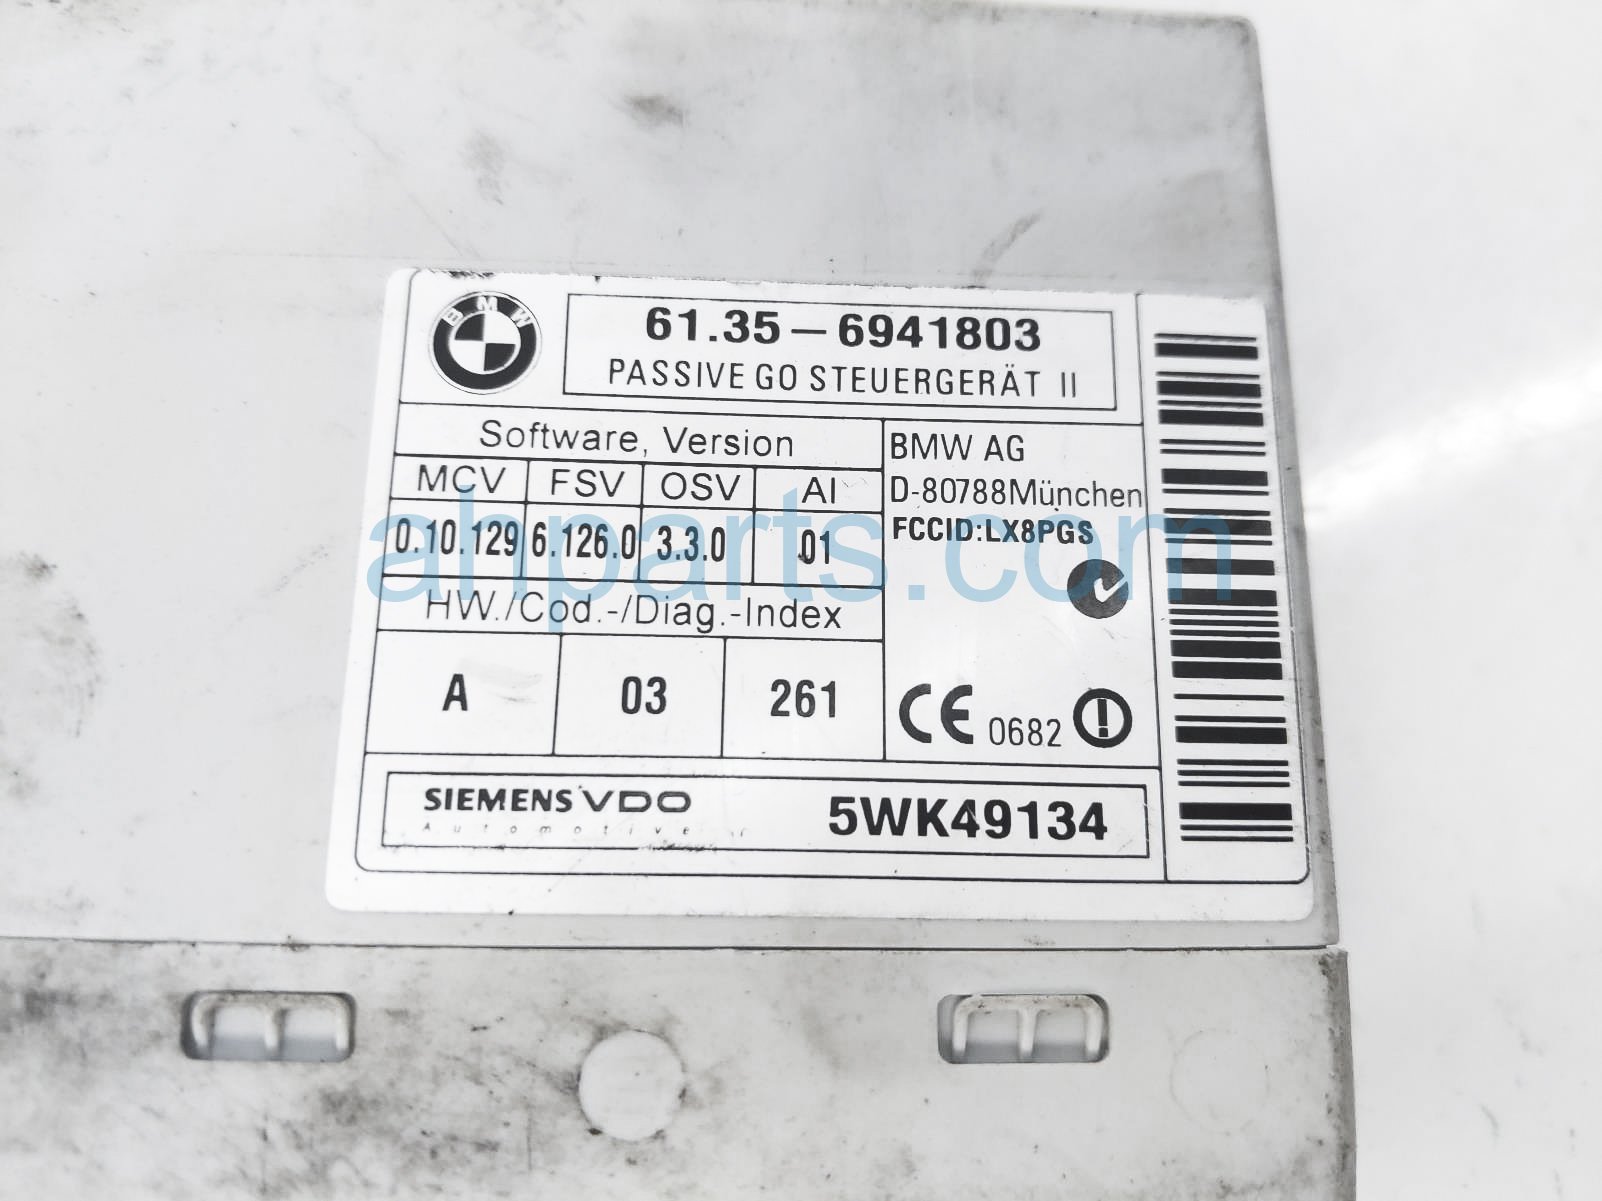 BMW
61.35-6941803
PASSIVE GO STEUERGERÄT II
Software, Version
MCV FSV OSV AI
0.10.129 6.126.0 3.3.0 01
HW./Cod.-/Diag.-Index
A 03 261
BMW AG
D-80788München
FCCID:LX8PGS
CE 0682
SIEMENS VDO
Automotive
5WK49134
ahparts.com